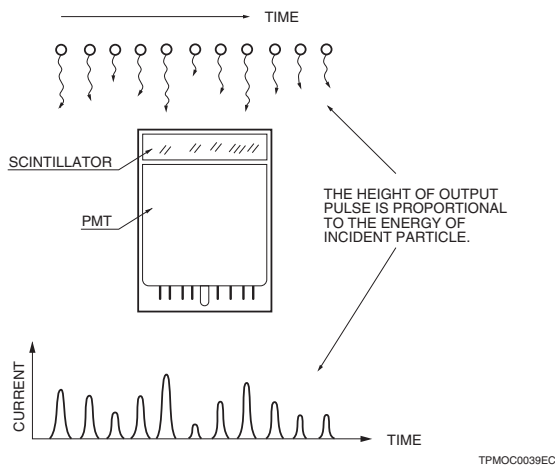 TIME
SCINTILLATOR
PMT
THE HEIGHT OF OUTPUT
PULSE IS PROPORTIONAL
TO THE ENERGY OF
INCIDENT PARTICLE.
CURRENT
TIME
TPMOC0039EC